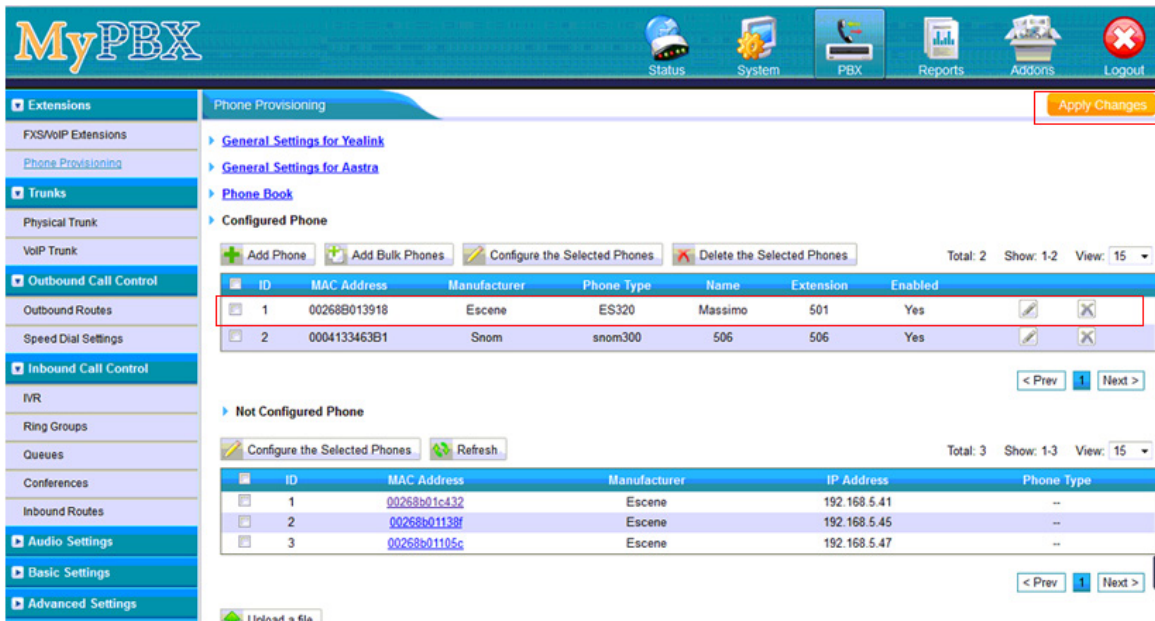 MyPBX
Status System PBX Reports Addons Logout
Extensions
FXS/VoIP Extensions
Phone Provisioning
Trunks
Physical Trunk
VoIP Trunk
Outbound Call Control
Outbound Routes
Speed Dial Settings
Inbound Call Control
IVR
Ring Groups
Queues
Conferences
Inbound Routes
Audio Settings
Basic Settings
Advanced Settings
Phone Provisioning
Apply Changes
General Settings for Yealink
General Settings for Aastra
Phone Book
Configured Phone
Add Phone Add Bulk Phones Configure the Selected Phones Delete the Selected Phones Total: 2 Show: 1-2 View: 15
ID MAC Address Manufacturer Phone Type Name Extension Enabled
1 00268B013918 Escene ES320 Massimo 501 Yes
2 0004133463B1 Snom snom300 506 506 Yes
< Prev 1 Next >
Not Configured Phone
Configure the Selected Phones Refresh Total: 3 Show: 1-3 View: 15
ID MAC Address Manufacturer IP Address Phone Type
1 00268b01c432 Escene 192.168.5.41 --
2 00268b01138f Escene 192.168.5.45 --
3 00268b01105c Escene 192.168.5.47 --
< Prev 1 Next >
Upload a file